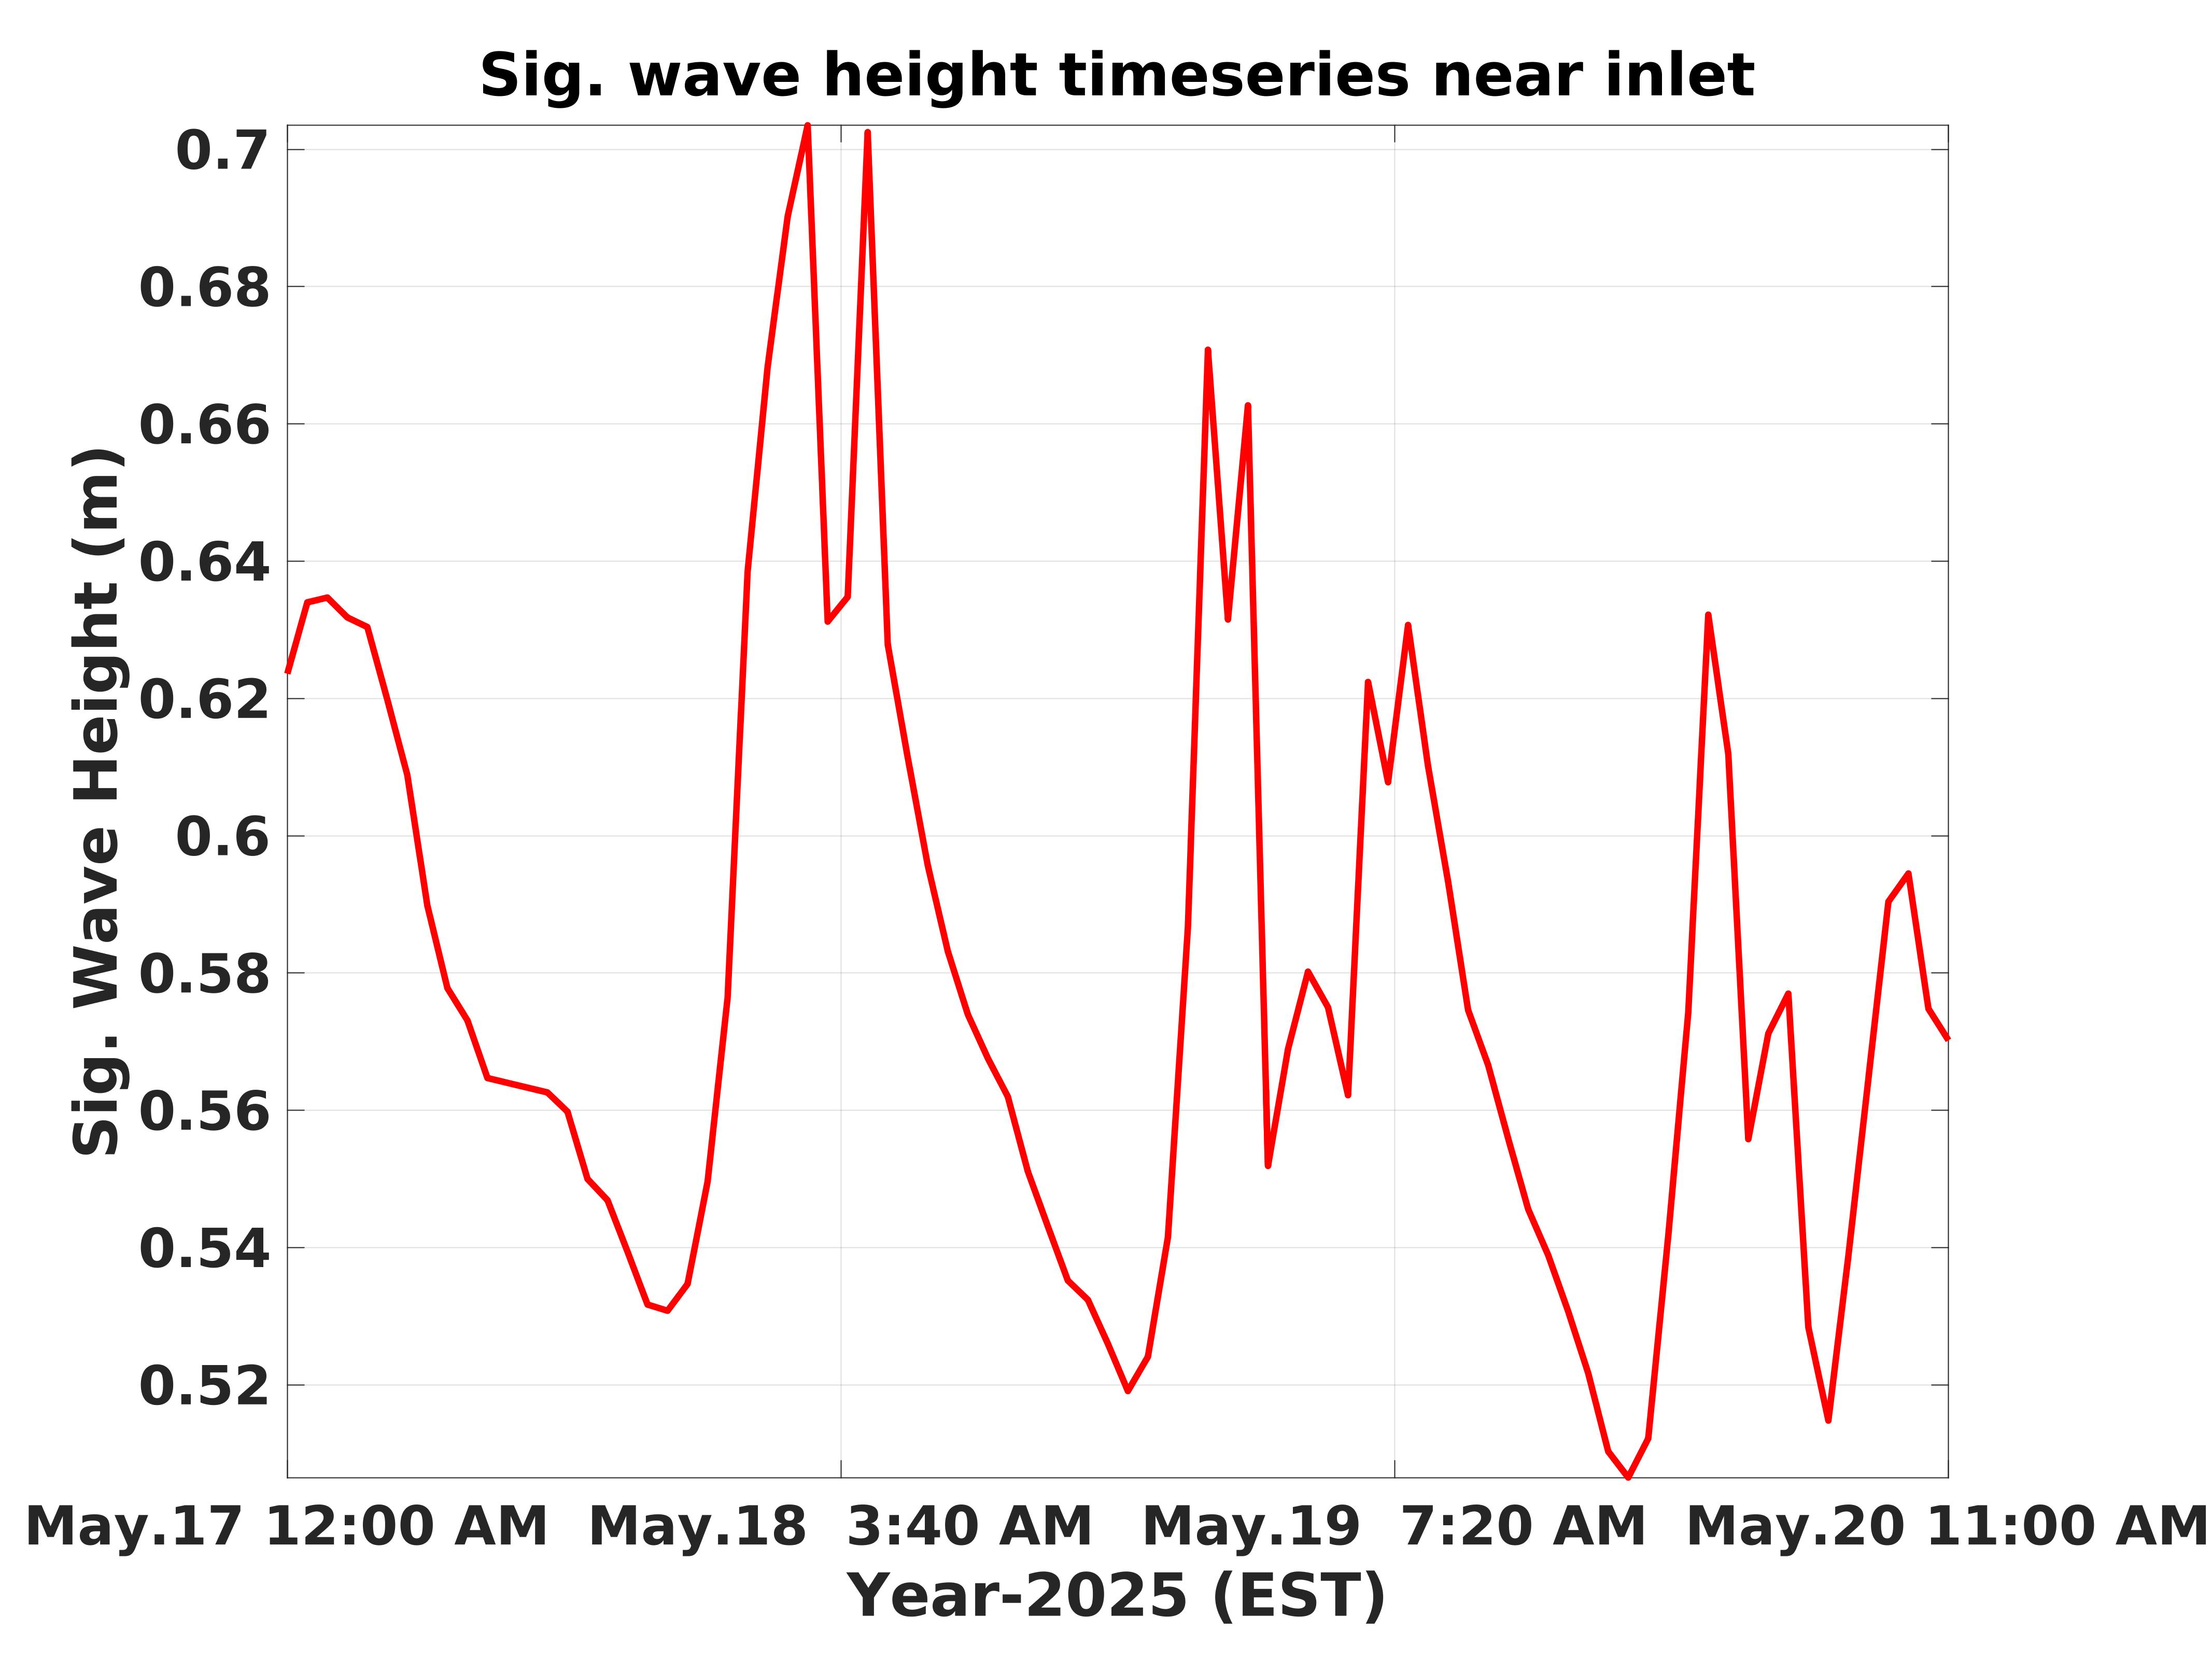 Sig. wave height timeseries near inlet
0.7
0.68
0.66
0.64
0.62
0.6
0.58
0.56
0.54
0.52
Sig. Wave Height (m)
May.17 12:00 AM May.18 3:40 AM May.19 7:20 AM May.20 11:00 AM
Year-2025 (EST)